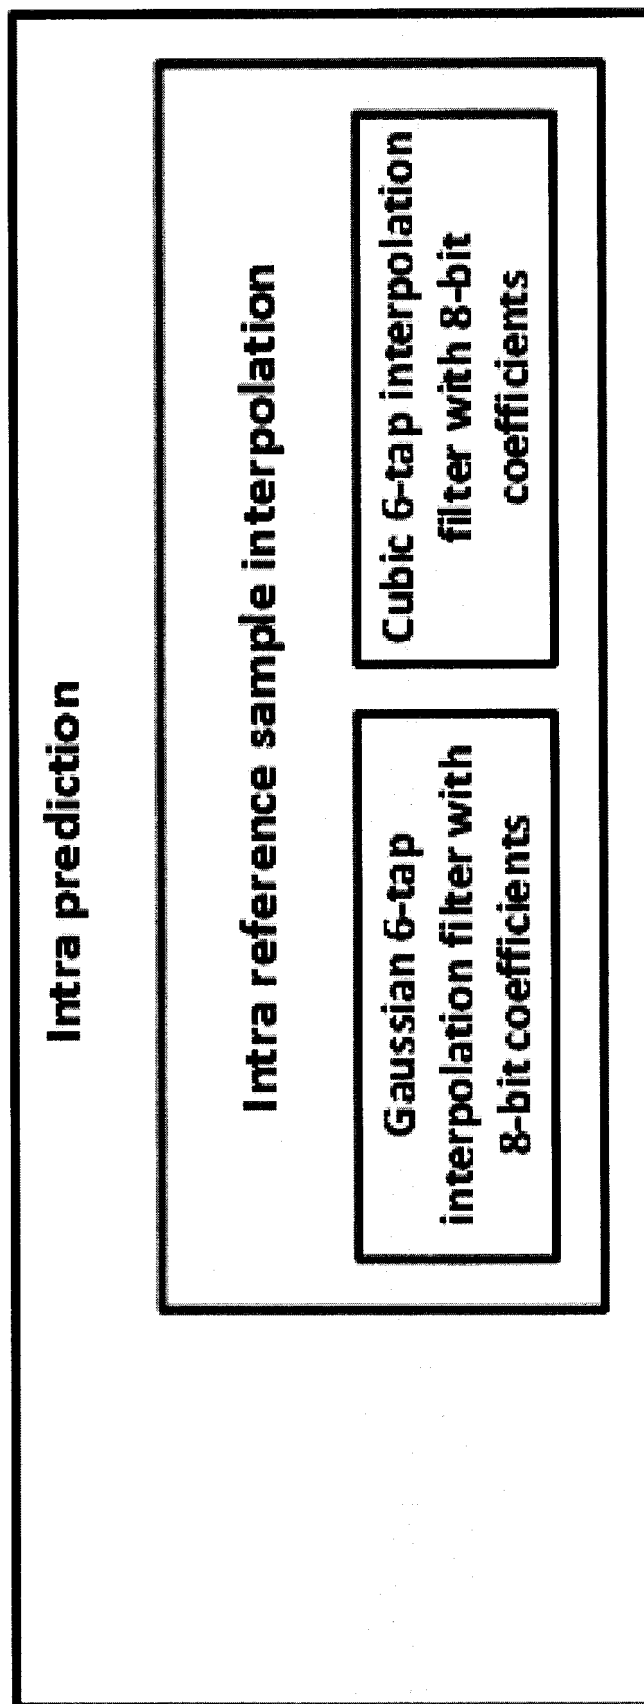 Intra prediction
Intra reference sample interpolation
Gaussian 6-tap
interpolation filter with
8-bit coefficients
Cubic 6-tap interpolation
filter with 8-bit
coefficients